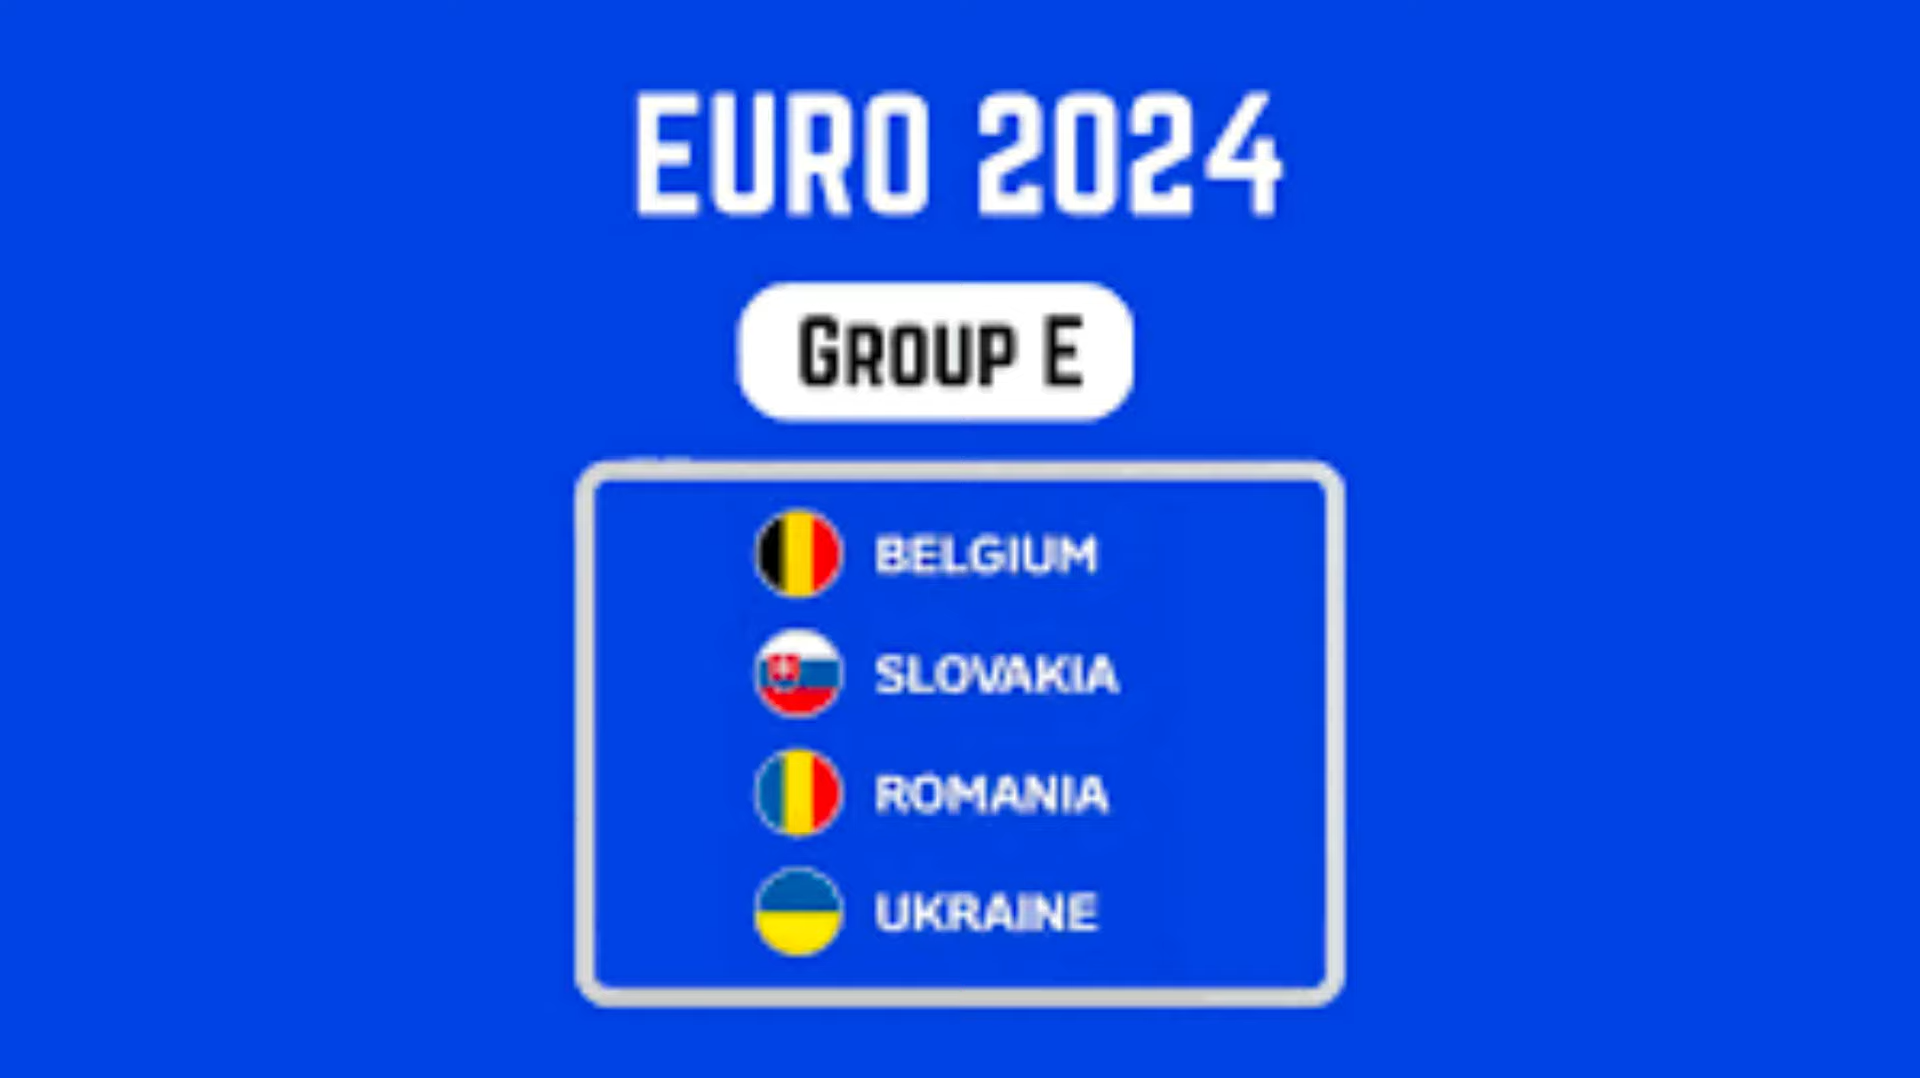 EURO 2024
GROUP E
BELGIUM
SLOVAKIA
ROMANIA
UKRAINE